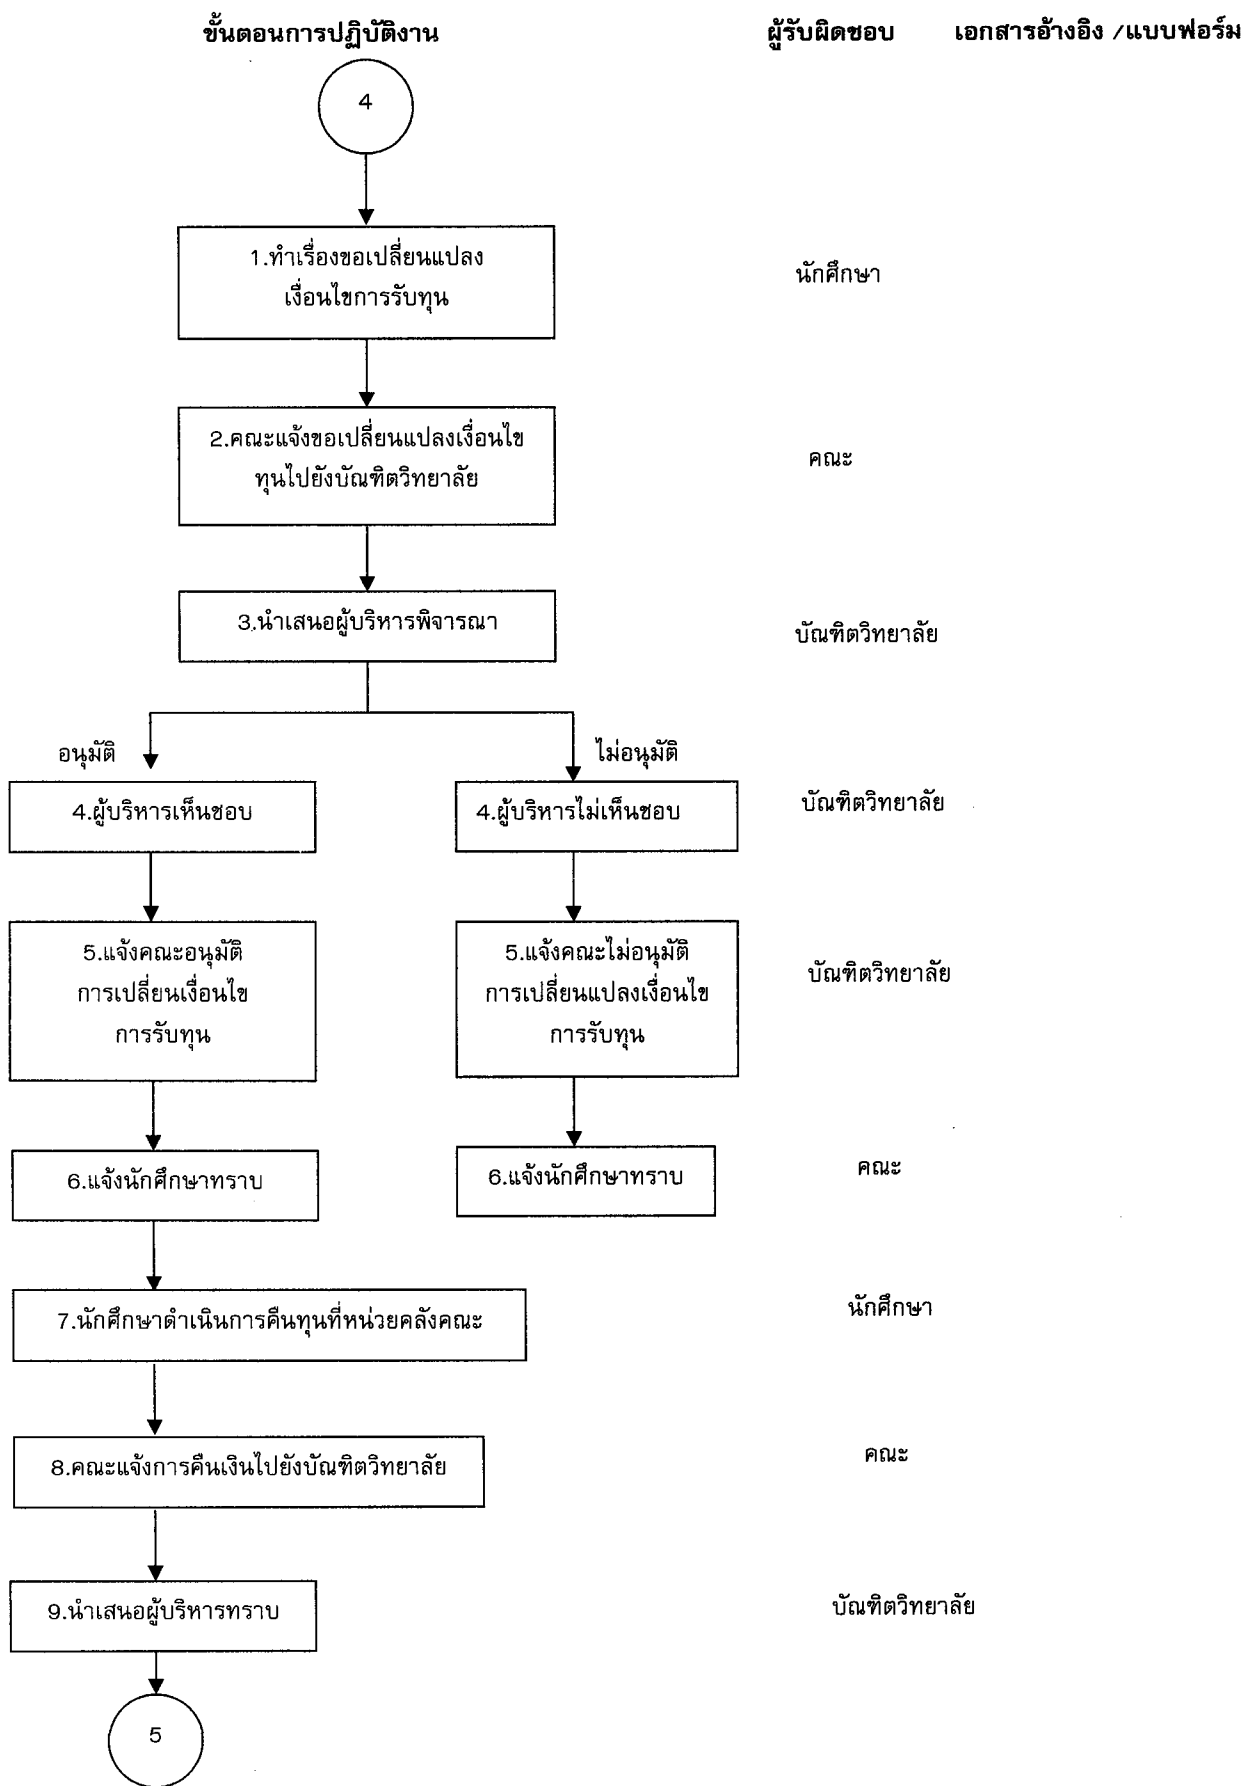 ขั้นตอนการปฏิบัติงาน ผู้รับผิดชอบ เอกสารอ้างอิง /แบบฟอร์ม
4
1.ทำเรื่องขอเปลี่ยนแปลง
เงื่อนไขการรับทุน
นักศึกษา
2.คณะแจ้งขอเปลี่ยนแปลงเงื่อนไข
ทุนไปยังบัณฑิตวิทยาลัย
คณะ
3.นำเสนอผู้บริหารพิจารณา
บัณฑิตวิทยาลัย
อนุมัติ
ไม่อนุมัติ
4.ผู้บริหารเห็นชอบ
4.ผู้บริหารไม่เห็นชอบ
บัณฑิตวิทยาลัย
5.แจ้งคณะอนุมัติ
การเปลี่ยนเงื่อนไข
การรับทุน
5.แจ้งคณะไม่อนุมัติ
การเปลี่ยนแปลงเงื่อนไข
การรับทุน
บัณฑิตวิทยาลัย
6.แจ้งนักศึกษาทราบ
6.แจ้งนักศึกษาทราบ
คณะ
7.นักศึกษาดำเนินการคืนทุนที่หน่วยคลังคณะ
นักศึกษา
8.คณะแจ้งการคืนเงินไปยังบัณฑิตวิทยาลัย
คณะ
9.นำเสนอผู้บริหารทราบ
บัณฑิตวิทยาลัย
5